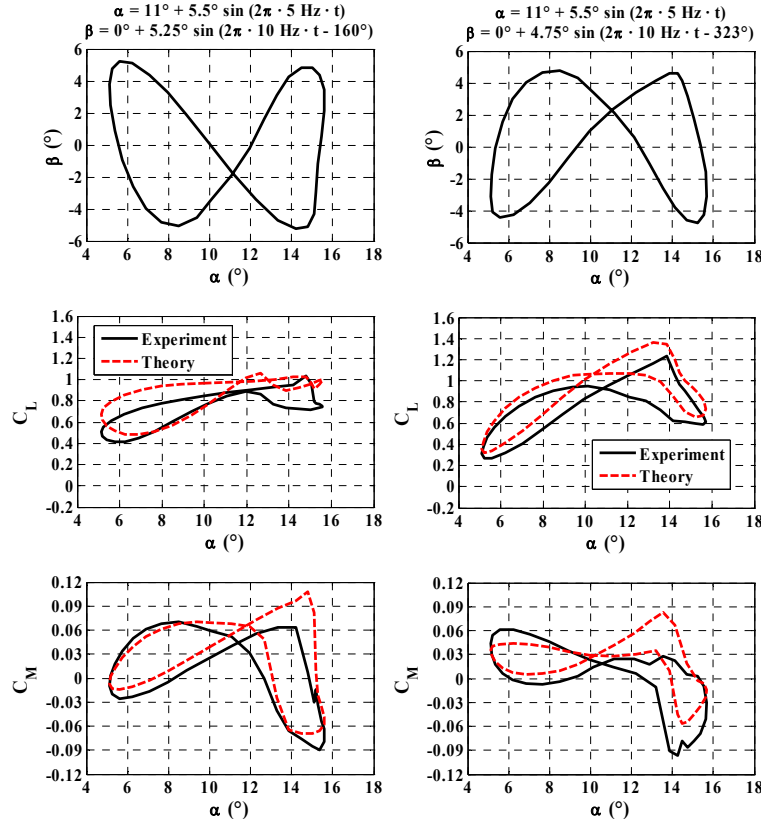 α = 11° + 5.5° sin (2π · 5 Hz · t)
β = 0° + 5.25° sin (2π · 10 Hz · t - 160°)
6
4
2
0
-2
-4
-6
β (°)
4 6 8 10 12 14 16 18
α (°)
α = 11° + 5.5° sin (2π · 5 Hz · t)
β = 0° + 4.75° sin (2π · 10 Hz · t - 323°)
6
4
2
0
-2
-4
-6
β (°)
4 6 8 10 12 14 16 18
α (°)
1.6
1.4
1.2
1
0.8
0.6
0.4
0.2
0
-0.2
C_L
Experiment
Theory
4 6 8 10 12 14 16 18
α (°)
1.6
1.4
1.2
1
0.8
0.6
0.4
0.2
0
-0.2
C_L
Experiment
Theory
4 6 8 10 12 14 16 18
α (°)
0.12
0.09
0.06
0.03
0
-0.03
-0.06
-0.09
-0.12
C_M
4 6 8 10 12 14 16 18
α (°)
0.12
0.09
0.06
0.03
0
-0.03
-0.06
-0.09
-0.12
C_M
4 6 8 10 12 14 16 18
α (°)